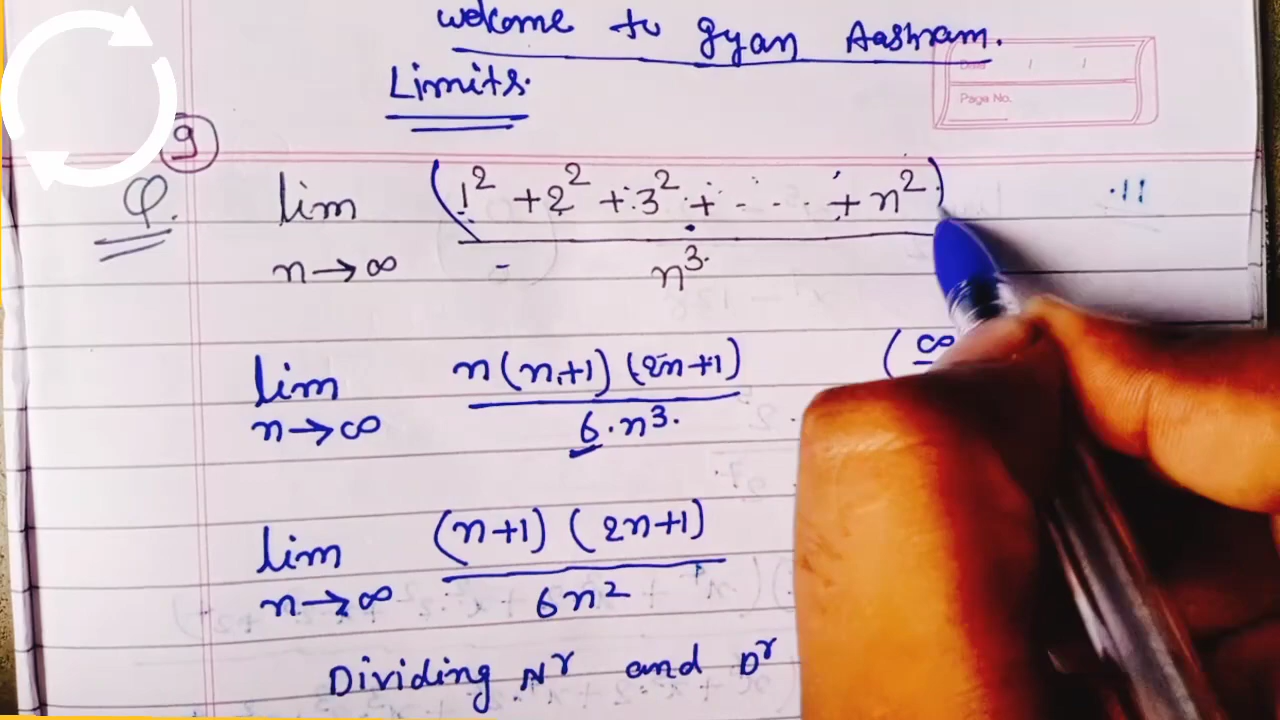 Welcome to Gyan Aashram.
Limits.
Date
Page No.
9
Q. lim n→∞ (1² + 2² + 3² + ..... + n²) / n³
lim n→∞ n(n+1)(2n+1) / 6·n³ (∞
lim n→∞ (n+1)(2n+1) / 6n²
Dividing Nʳ and Dʳ